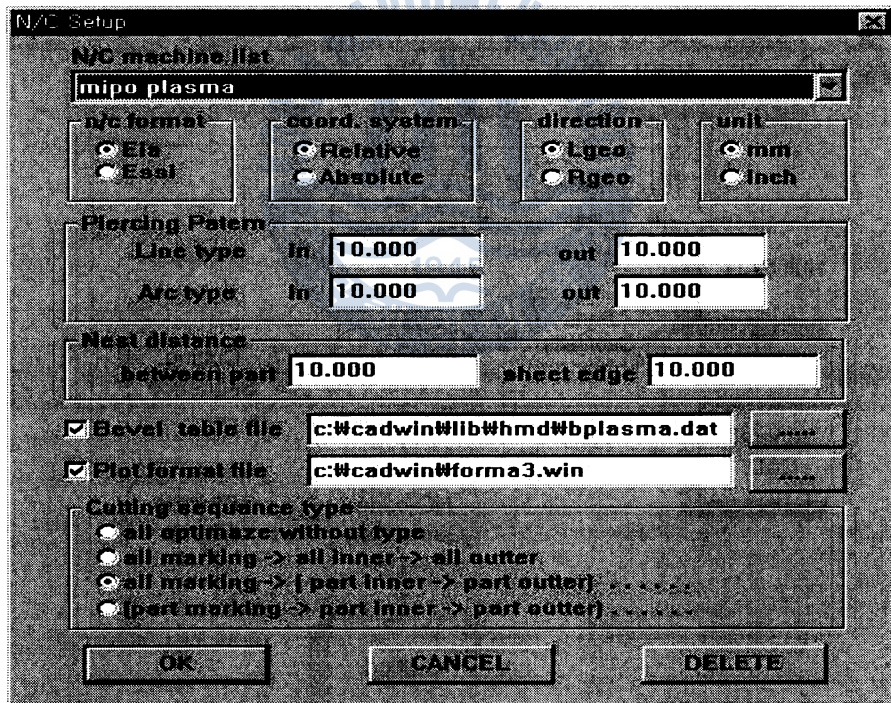 N/C Setup
N/C machine list
mipo plasma
n/c format
coord. system
direction
unit
Eia
Relative
Lgeo
mm
Essi
Absolute
Rgeo
Inch
Piercing Patern
Line type In 10.000 out 10.000
Arc type In 10.000 out 10.000
Nest distance
between part 10.000 sheet edge 10.000
Bevel table file c:₩cadwin₩lib₩hmd₩bplasma.dat .....
Plot format file c:₩cadwin₩forma3.win .....
Cutting sequence type
all optimaze without type
all marking -> all inner -> all outter
all marking -> ( part inner -> part outter) . . . . . .
(part marking -> part inner -> part outter) . . . . . .
OK CANCEL DELETE
1945